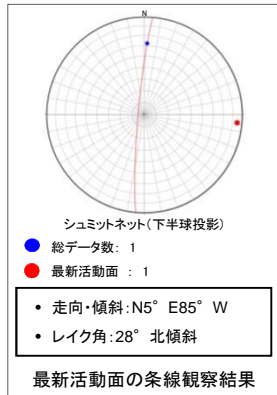 N
シュミットネット(下半球投影)
総データ数: 1
最新活動面 : 1
• 走向・傾斜:N5° E85° W
• レイク角:28° 北傾斜
最新活動面の条線観察結果